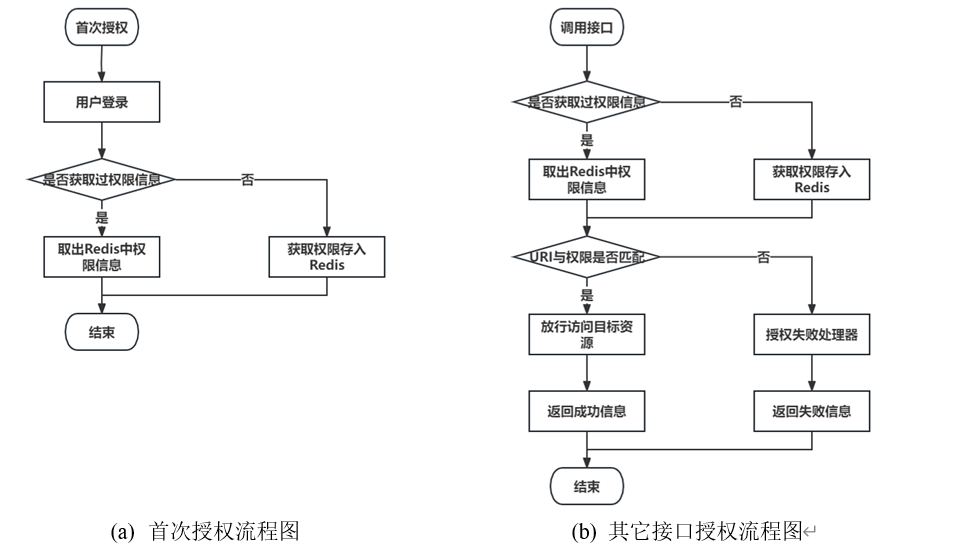 首次授权
用户登录
是否获取过权限信息
否
是
取出Redis中权
限信息
获取权限存入
Redis
结束
(a) 首次授权流程图
调用接口
是否获取过权限信息
否
是
取出Redis中权
限信息
获取权限存入
Redis
URI与权限是否匹配
否
是
放行访问目标资
源
授权失败处理器
返回成功信息
返回失败信息
结束
(b) 其它接口授权流程图↵